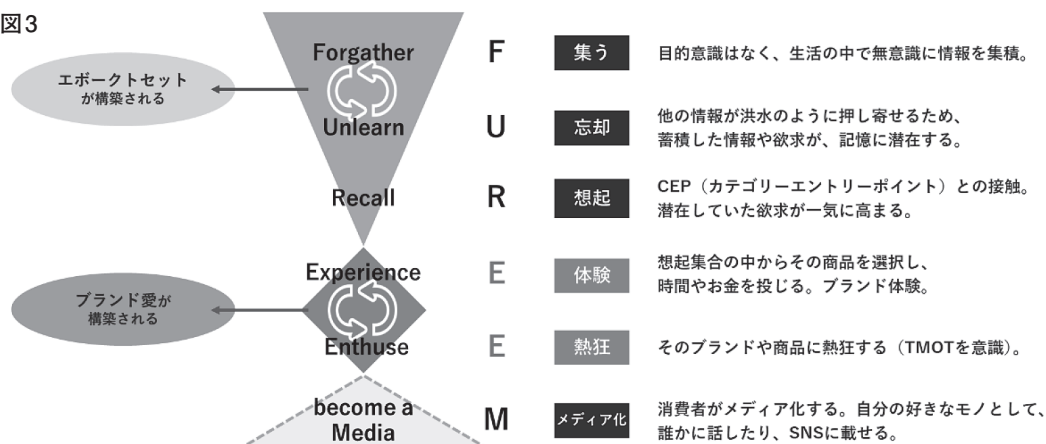 図3
Forgather
Unlearn
Recall
Experience
Enthuse
become a
Media
エボークトセット
が構築される
ブランド愛が
構築される
F
集う
目的意識はなく、生活の中で無意識に情報を集積。
U
忘却
他の情報が洪水のように押し寄せるため、
蓄積した情報や欲求が、記憶に潜在する。
R
想起
CEP（カテゴリーエントリーポイント）との接触。
潜在していた欲求が一気に高まる。
E
体験
想起集合の中からその商品を選択し、
時間やお金を投じる。ブランド体験。
E
熱狂
そのブランドや商品に熱狂する（TMOTを意識）。
M
メディア化
消費者がメディア化する。自分の好きなモノとして、
誰かに話したり、SNSに載せる。